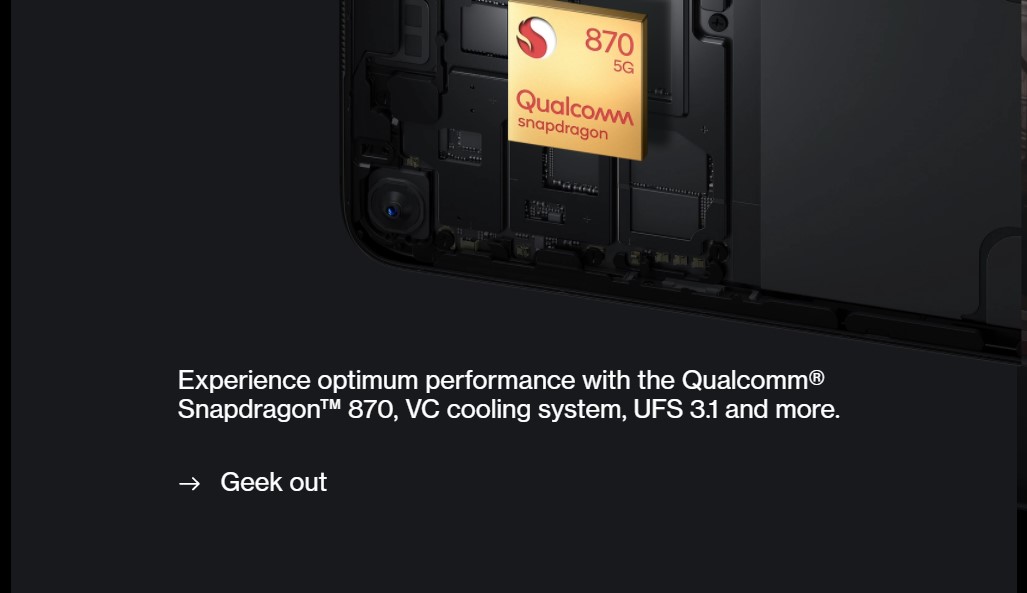 870
5G
Qualcomm
snapdragon
Experience optimum performance with the Qualcomm®
Snapdragon™ 870, VC cooling system, UFS 3.1 and more.
→ Geek out